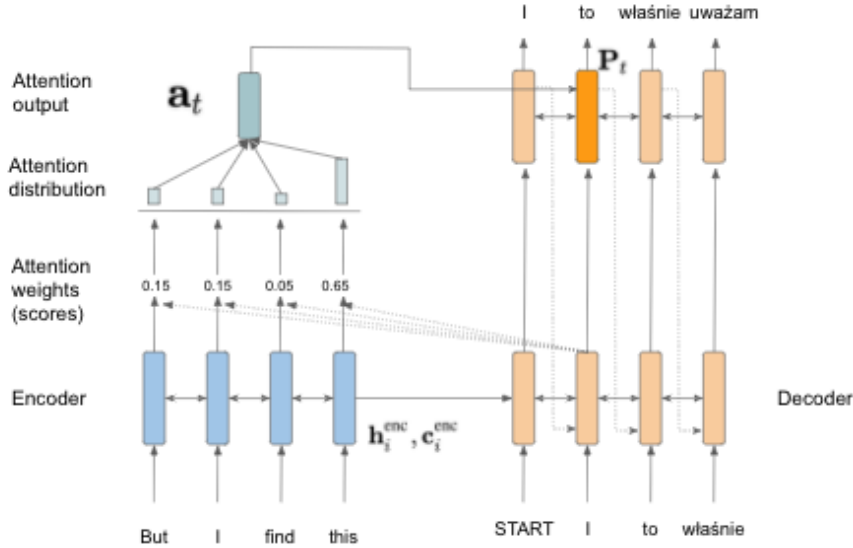 I to właśnie uważam
Attention
output
a_t
P_t
Attention
distribution
Attention
weights
(scores)
0.15 0.15 0.05 0.65
Encoder
Decoder
h_i^enc, c_i^enc
But I find this
START I to właśnie